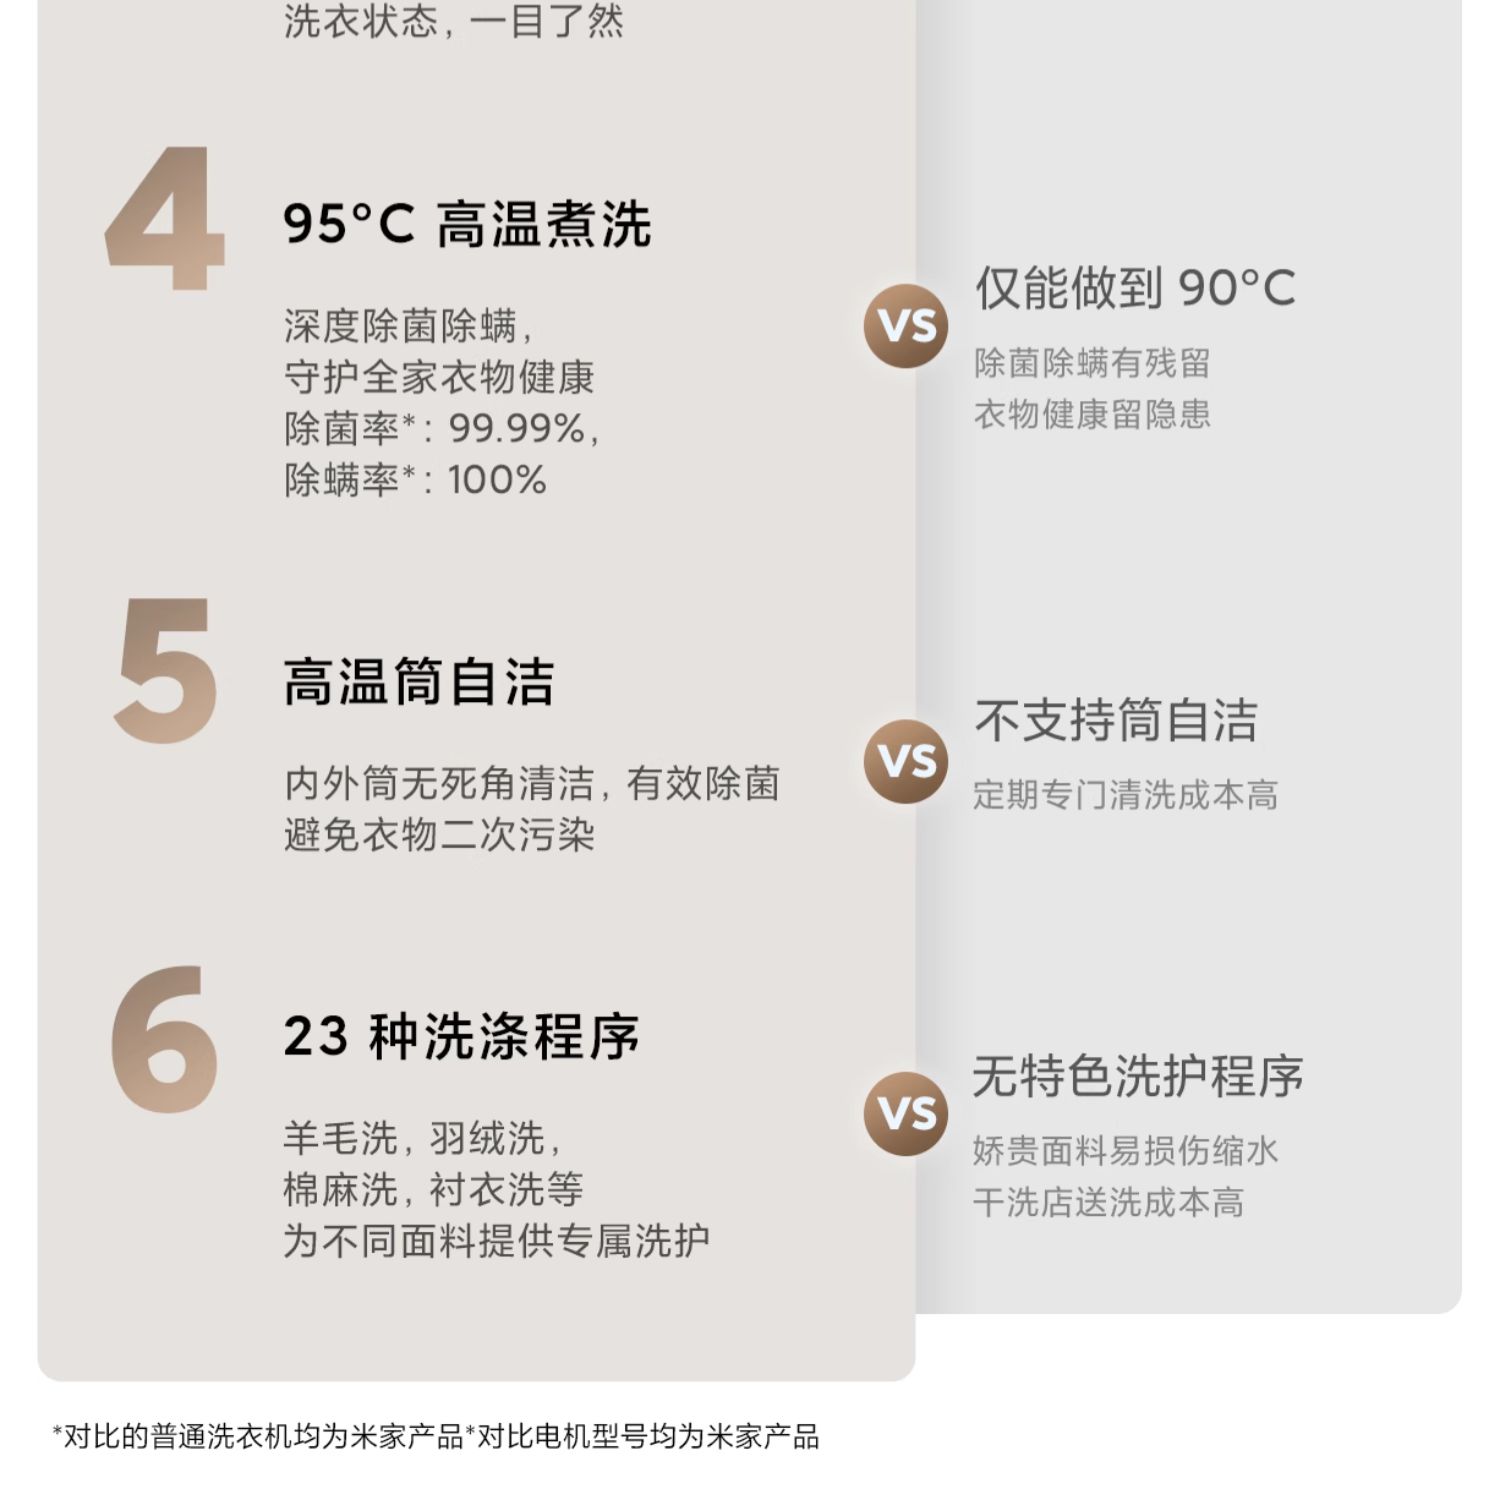 洗衣状态，一目了然
4
95°C 高温煮洗
深度除菌除螨，
守护全家衣物健康
除菌率*：99.99%，
除螨率*：100%
VS
仅能做到 90°C
除菌除螨有残留
衣物健康留隐患
5
高温筒自洁
内外筒无死角清洁，有效除菌
避免衣物二次污染
VS
不支持筒自洁
定期专门清洗成本高
6
23 种洗涤程序
羊毛洗，羽绒洗，
棉麻洗，衬衣洗等
为不同面料提供专属洗护
VS
无特色洗护程序
娇贵面料易损伤缩水
干洗店送洗成本高
*对比的普通洗衣机均为米家产品*对比电机型号均为米家产品